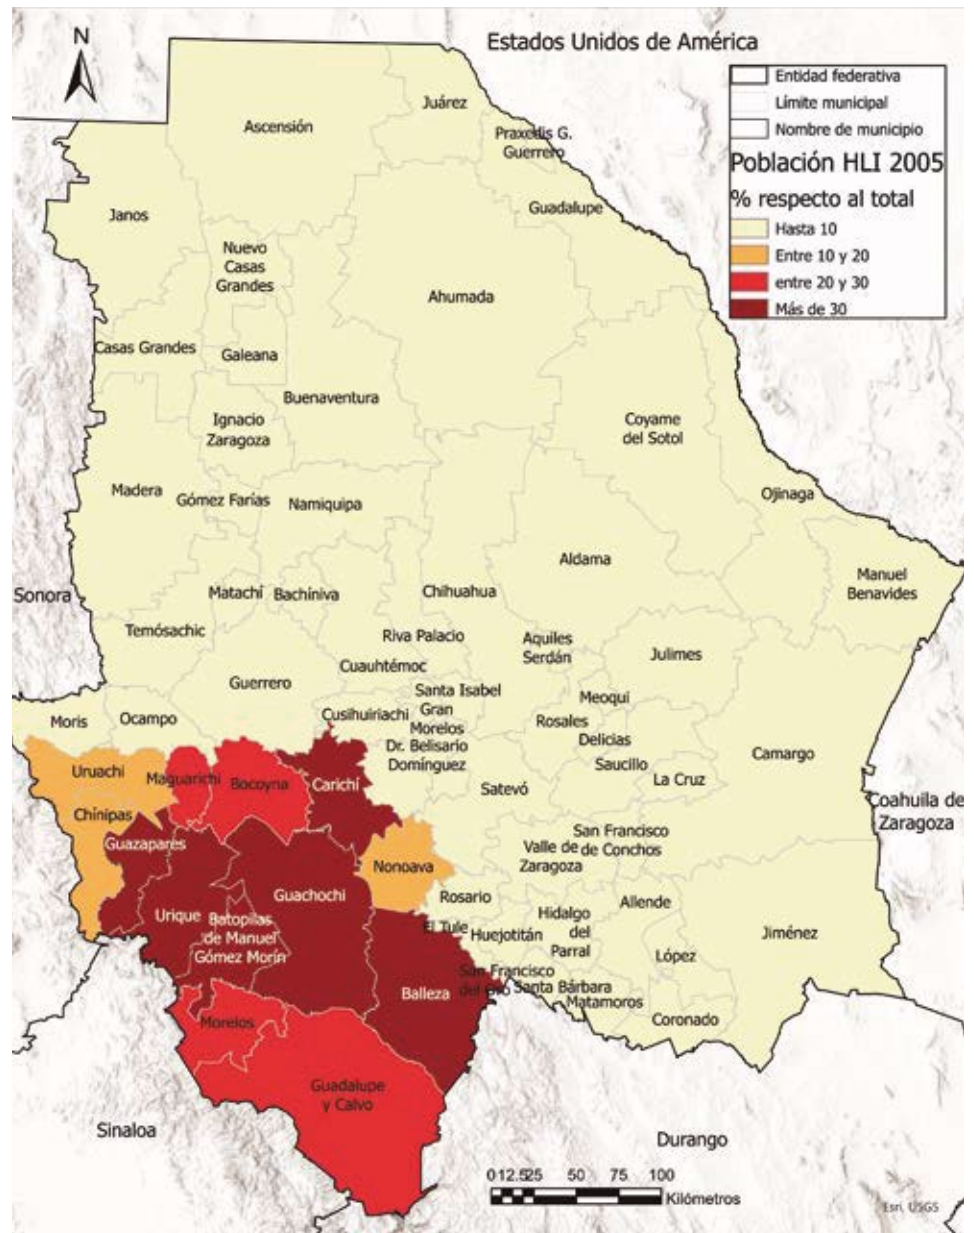 N
Estados Unidos de América
Entidad federativa
Límite municipal
Nombre de municipio
Población HLI 2005
% respecto al total
Hasta 10
Entre 10 y 20
entre 20 y 30
Más de 30
Ascensión
Juárez
Praxedis G.
Guerrero
Janos
Guadalupe
Nuevo
Casas
Grandes
Ahumada
Casas Grandes
Galeana
Buenaventura
Ignacio
Zaragoza
Coyame
del Sotol
Madera
Gómez Farías
Namiquipa
Ojinaga
Aldama
Manuel
Benavides
Sonora
Matachí
Bachíniva
Chihuahua
Temósachic
Riva Palacio
Aquiles
Serdán
Julimes
Cuauhtémoc
Guerrero
Santa Isabel
Meoqui
Moris
Ocampo
Cusihuiriachi
Gran
Morelos
Rosales
Delicias
Dr. Belisario
Domínguez
Camargo
Uruachi
Maguarichi
Bocoyna
Carichí
Saucillo
La Cruz
Satevó
Coahuila de
Zaragoza
Chínipas
Guazapares
San Francisco
de Conchos
Valle de
Zaragoza
Nonoava
Guachochi
Rosario
Allende
Urique
Batopilas
de Manuel
Gómez Morín
El Tule
Huejotitán
Hidalgo
del
Parral
Jiménez
López
San Francisco
del Oro
Santa Bárbara
Balleza
Matamoros
Coronado
Morelos
Guadalupe
y Calvo
Sinaloa
Durango
0 12.5 25 50 75 100
Kilómetros
Esri, USGS